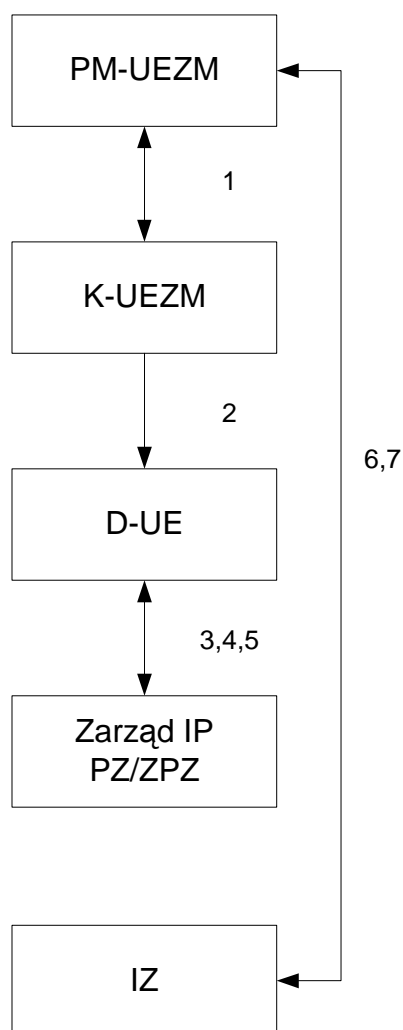 PM-UEZM
1
K-UEZM
2
6,7
D-UE
3,4,5
Zarząd IP
PZ/ZPZ
IZ